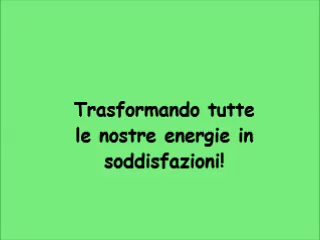 Trasformando tutte
le nostre energie in
soddisfazioni!